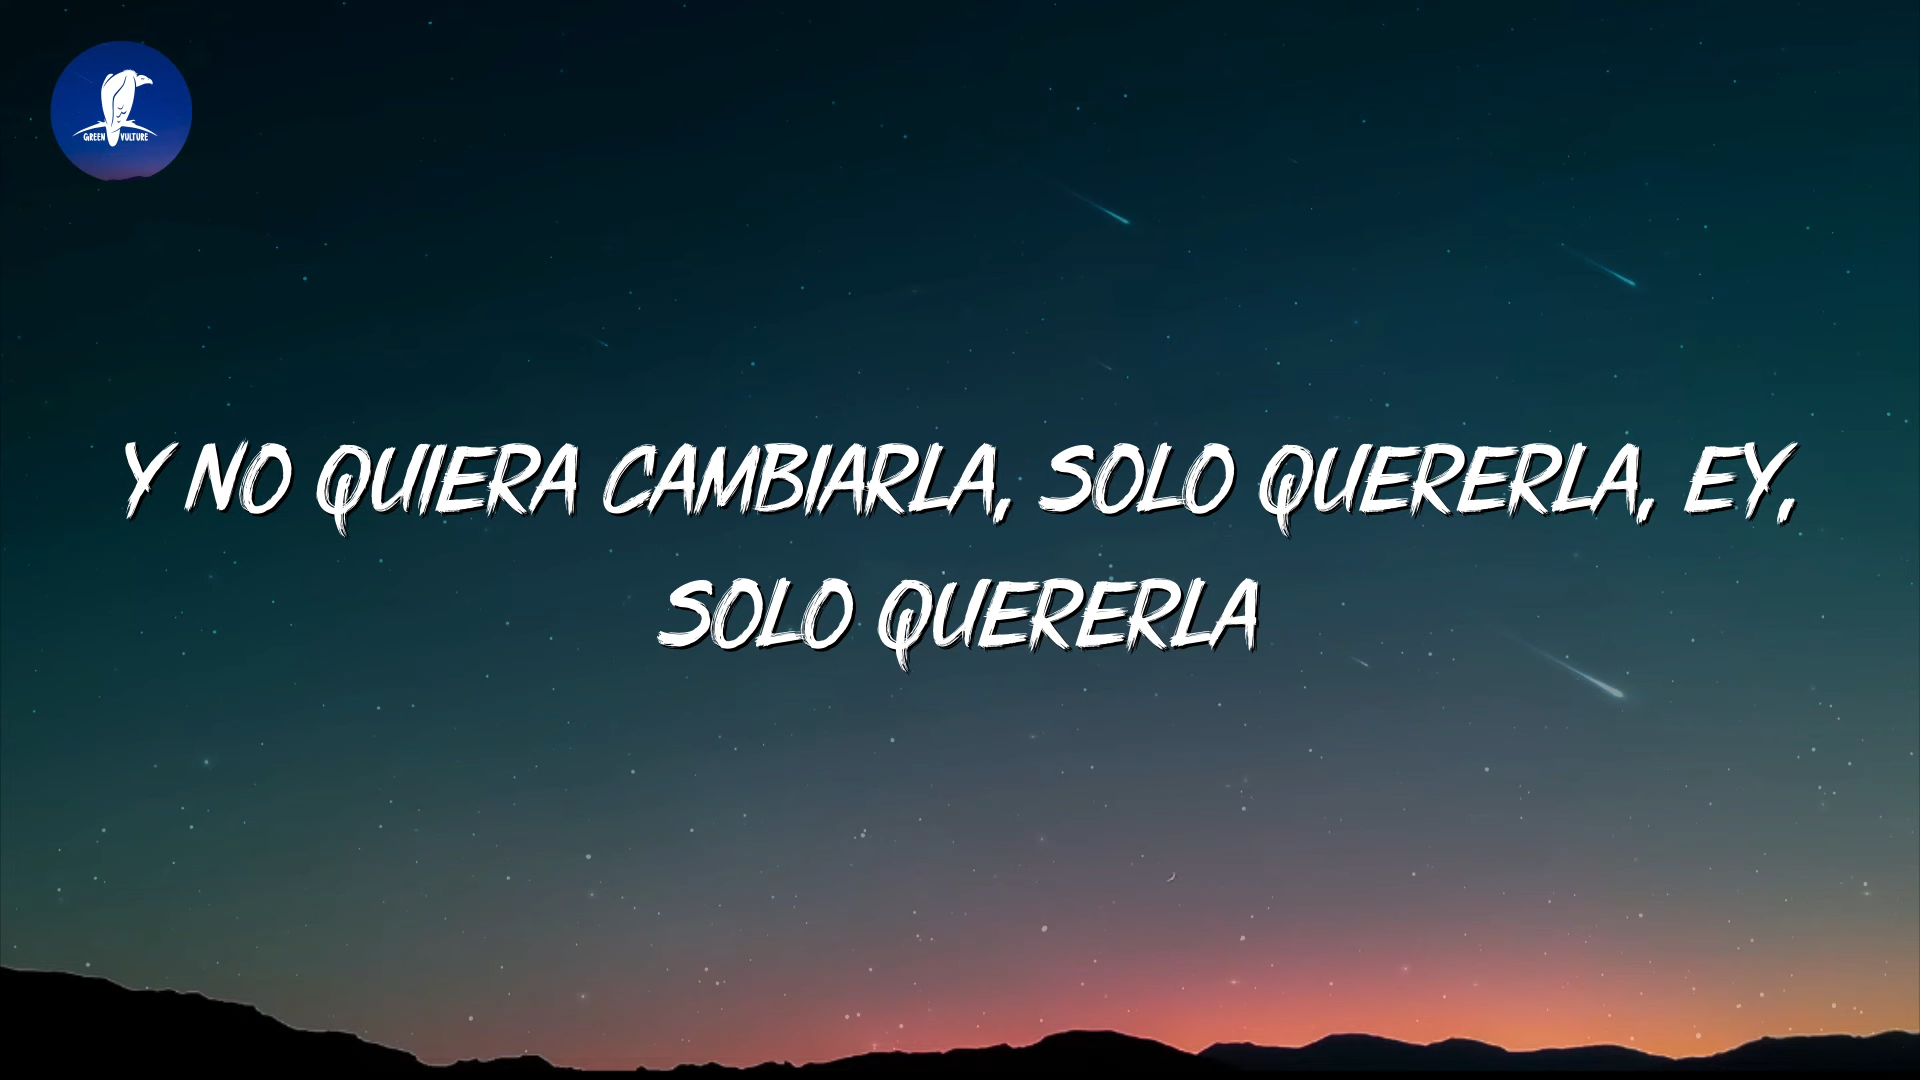 GREEN VULTURE
Y NO QUIERA CAMBIARLA, SOLO QUERERLA, EY,
SOLO QUERERLA